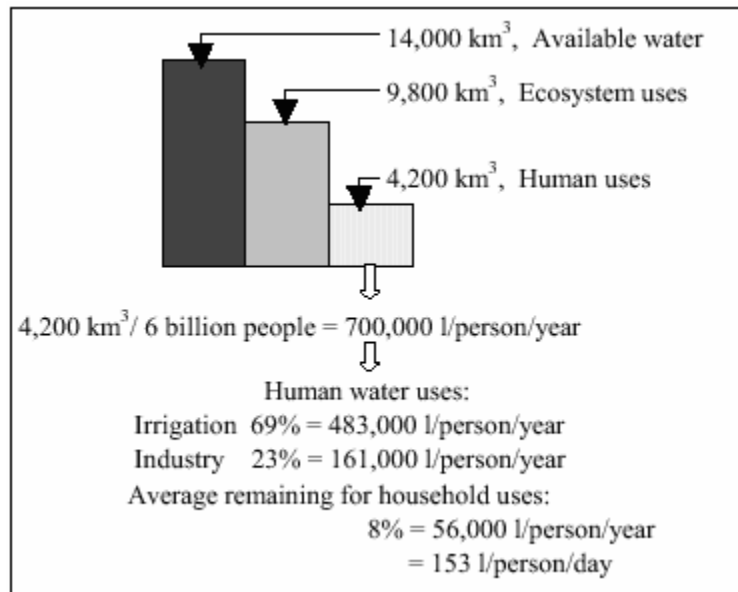 14,000 km³, Available water
9,800 km³, Ecosystem uses
4,200 km³, Human uses
4,200 km³/ 6 billion people = 700,000 l/person/year
Human water uses:
Irrigation 69% = 483,000 l/person/year
Industry 23% = 161,000 l/person/year
Average remaining for household uses:
8% = 56,000 l/person/year
= 153 l/person/day